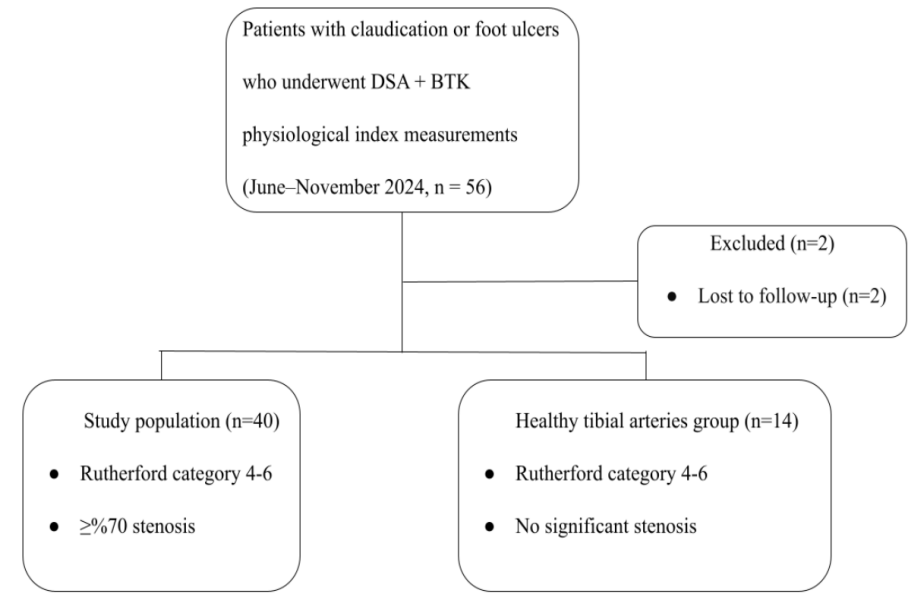 Patients with claudication or foot ulcers
who underwent DSA + BTK
physiological index measurements
(June–November 2024, n = 56)
Excluded (n=2)
● Lost to follow-up (n=2)
Study population (n=40)
● Rutherford category 4-6
● ≥%70 stenosis
Healthy tibial arteries group (n=14)
● Rutherford category 4-6
● No significant stenosis